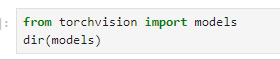 ]:
from torchvision import models
dir(models)